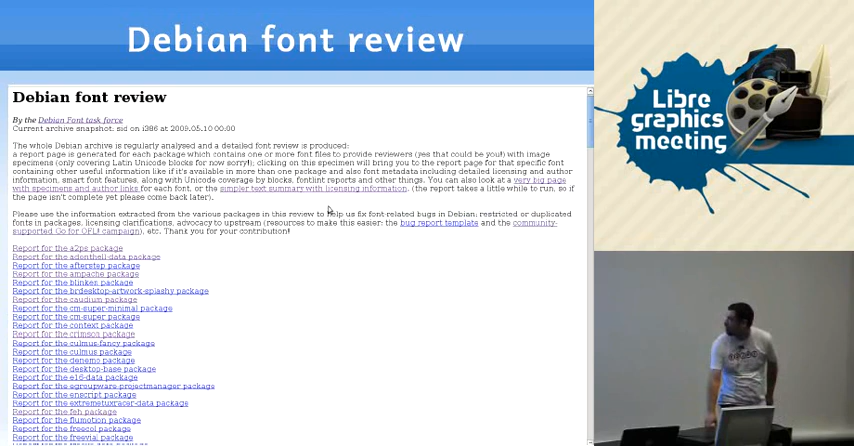 Debian font review
Debian font review
By the Debian Font task force
Current archive snapshot: sid on i386 at 2009.05.10 00:00
The whole Debian archive is regularly analysed and a detailed font review is produced:
a report page is generated for each package which contains one or more font files to provide reviewers (yes that could be you!) with image
specimens (only covering Latin Unicode blocks for now sorry!); clicking on this specimen will bring you to the report page for that specific font
containing other useful information like if it's available in more than one package and also font metadata including detailed licensing and author
information, smart font features, along with Unicode coverage by blocks, fontlint reports and other things. You can also look at a very big page
with specimens and author links for each font, or the simpler text summary with licensing information. (the report takes a little while to run, so if
the page isn't complete yet please come back later).
Please use the information extracted from the various packages in this review to help us fix font-related bugs in Debian: restricted or duplicated
fonts in packages, licensing clarifications, advocacy to upstream (resources to make this easier: the bug report template and the community-
supported Go for OFL! campaign), etc. Thank you for your contribution!
Report for the a2ps package
Report for the adonthell-data package
Report for the afterstep package
Report for the ampache package
Report for the blinken package
Report for the brdesktop-artwork-splashy package
Report for the caudium package
Report for the cm-super-minimal package
Report for the cm-super package
Report for the context package
Report for the crimson package
Report for the culmus-fancy package
Report for the culmus package
Report for the denemo package
Report for the desktop-base package
Report for the e16-data package
Report for the egroupware-projectmanager package
Report for the enscript package
Report for the extremetuxracer-data package
Report for the feh package
Report for the flumotion package
Report for the freecol package
Report for the freevial package
Libre
graphics
meeting